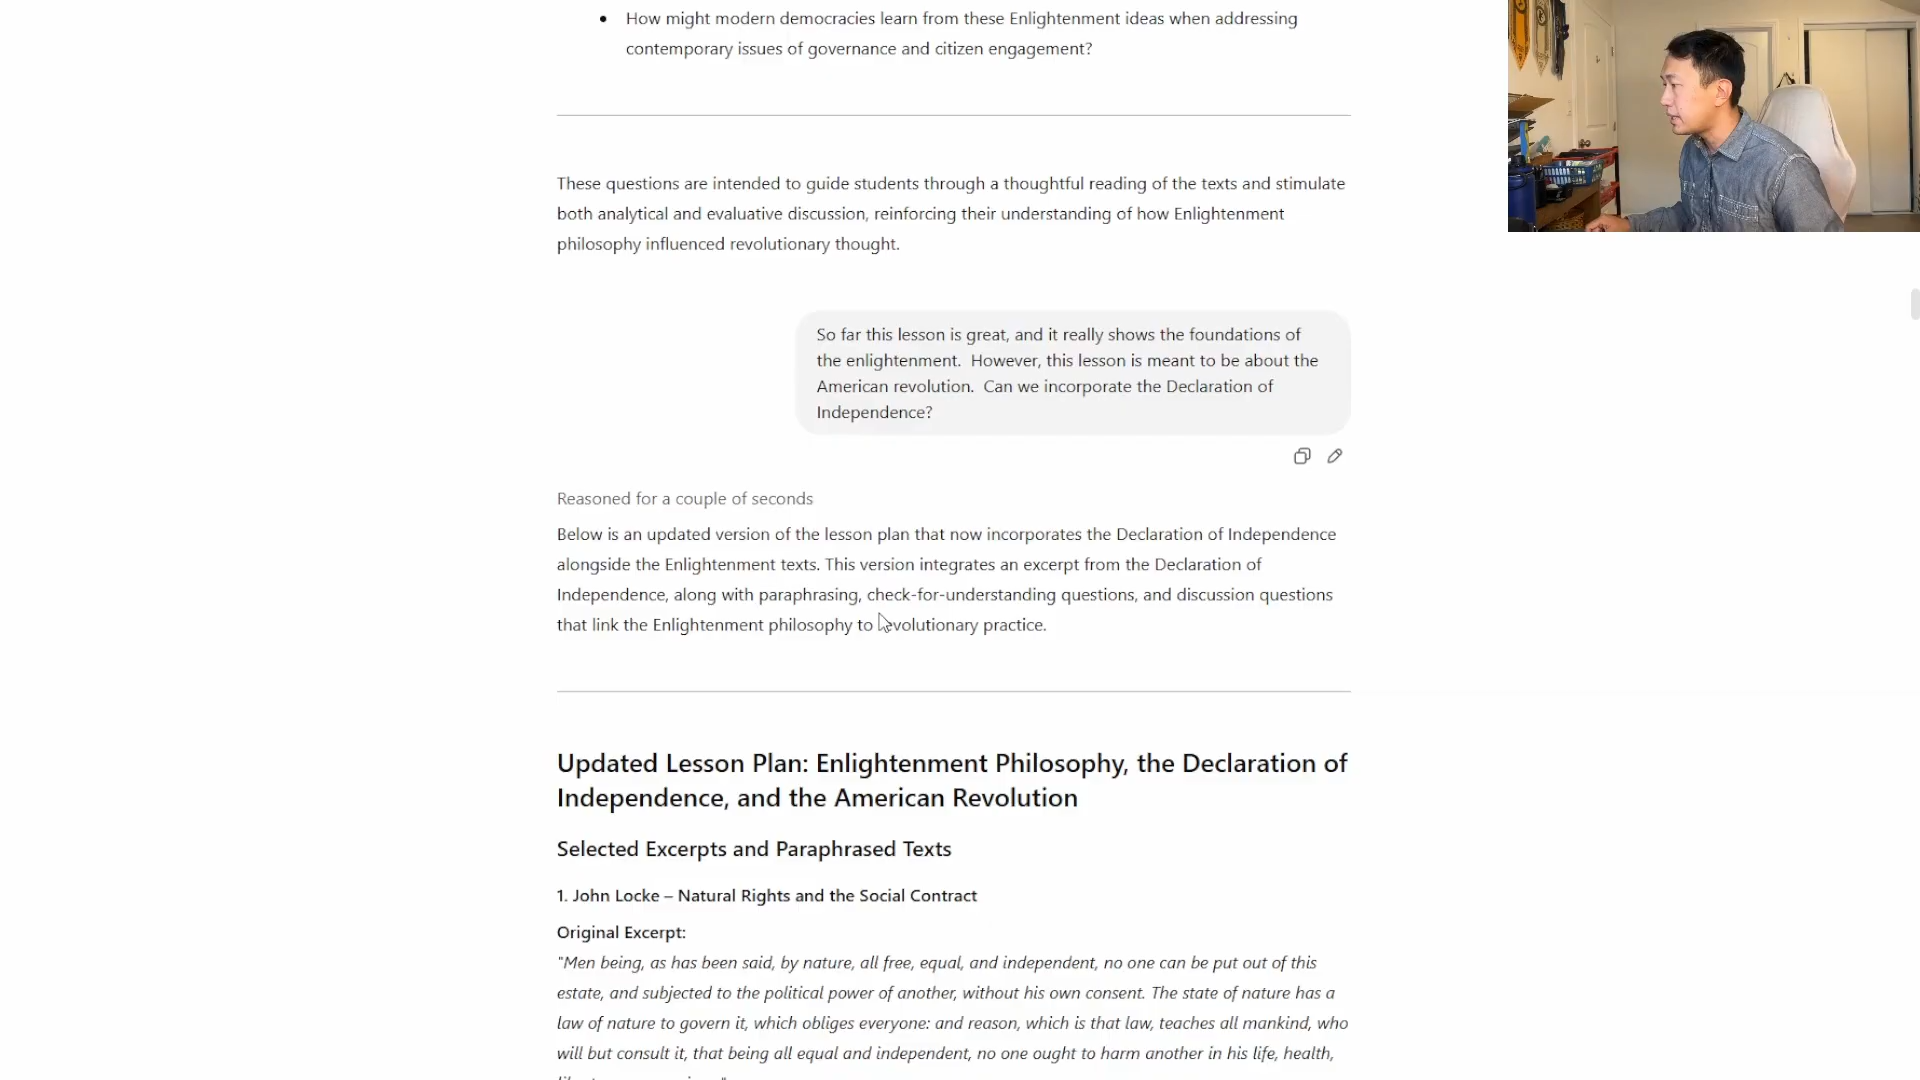 How might modern democracies learn from these Enlightenment ideas when addressing
contemporary issues of governance and citizen engagement?
These questions are intended to guide students through a thoughtful reading of the texts and stimulate
both analytical and evaluative discussion, reinforcing their understanding of how Enlightenment
philosophy influenced revolutionary thought.
So far this lesson is great, and it really shows the foundations of
the enlightenment.  However, this lesson is meant to be about the
American revolution.  Can we incorporate the Declaration of
Independence?
Reasoned for a couple of seconds
Below is an updated version of the lesson plan that now incorporates the Declaration of Independence
alongside the Enlightenment texts. This version integrates an excerpt from the Declaration of
Independence, along with paraphrasing, check-for-understanding questions, and discussion questions
that link the Enlightenment philosophy to revolutionary practice.
Updated Lesson Plan: Enlightenment Philosophy, the Declaration of
Independence, and the American Revolution
Selected Excerpts and Paraphrased Texts
1. John Locke – Natural Rights and the Social Contract
Original Excerpt:
"Men being, as has been said, by nature, all free, equal, and independent, no one can be put out of this
estate, and subjected to the political power of another, without his own consent. The state of nature has a
law of nature to govern it, which obliges everyone: and reason, which is that law, teaches all mankind, who
will but consult it, that being all equal and independent, no one ought to harm another in his life, health,